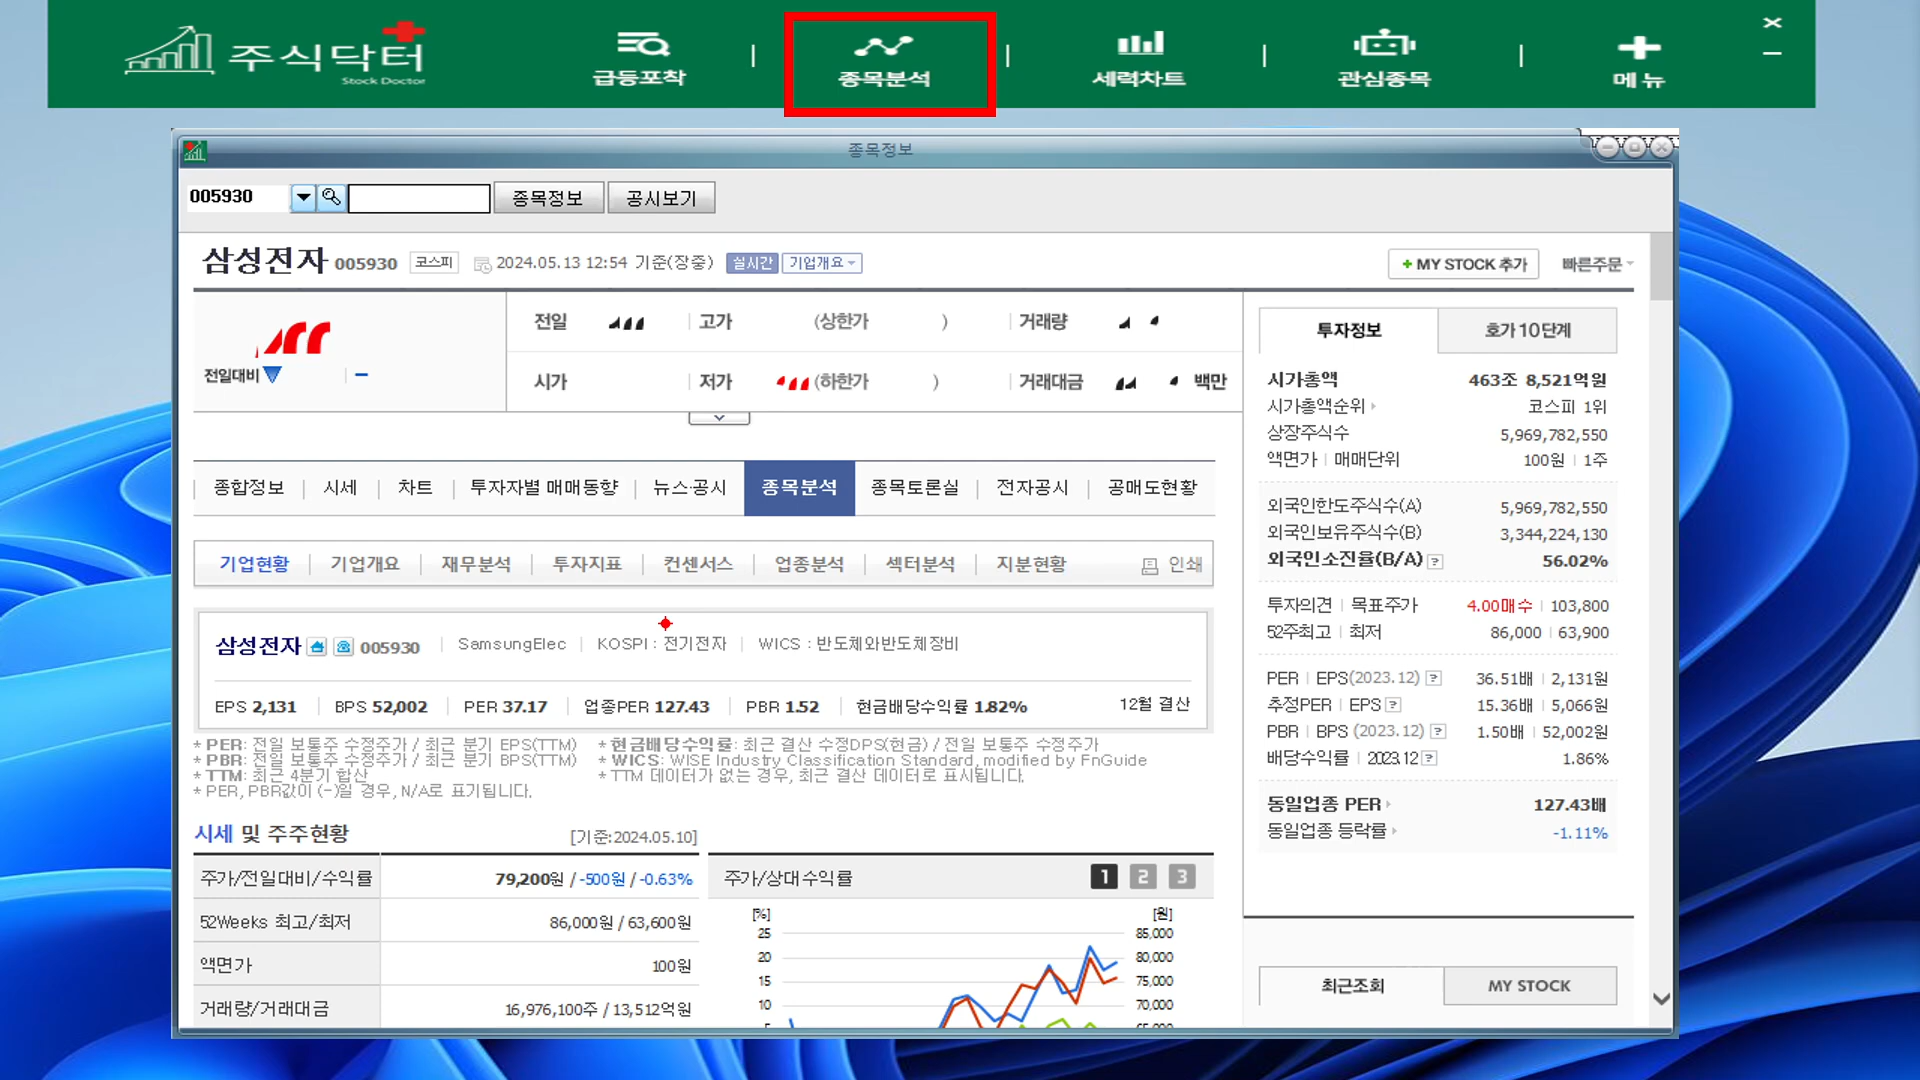 주식닥터
Stock Doctor
급등포착
종목분석
세력차트
관심종목
메뉴
종목정보
005930
종목정보
공시보기
삼성전자 005930 코스피 2024.05.13 12:54 기준(장중) 실시간 기업개요
+ MY STOCK 추가 빠른주문
전일대비
전일 고가 (상한가 ) 거래량
시가 저가 (하한가 ) 거래대금 백만
종합정보 시세 차트 투자자별 매매동향 뉴스·공시 종목분석 종목토론실 전자공시 공매도현황
기업현황 기업개요 재무분석 투자지표 컨센서스 업종분석 섹터분석 지분현황 인쇄
삼성전자 005930 SamsungElec KOSPI : 전기전자 WICS : 반도체와반도체장비
EPS 2,131 BPS 52,002 PER 37.17 업종PER 127.43 PBR 1.52 현금배당수익률 1.82% 12월 결산
* PER: 전일 보통주 수정주가 / 최근 분기 EPS(TTM)
* PBR: 전일 보통주 수정주가 / 최근 분기 BPS(TTM)
* TTM: 최근 4분기 합산
* PER, PBR값이 (-)일 경우, N/A로 표기됩니다.
* 현금배당수익률: 최근 결산 수정DPS(현금) / 전일 보통주 수정주가
* WICS: WISE Industry Classification Standard, modified by FnGuide
* TTM 데이터가 없는 경우, 최근 결산 데이터로 표시됩니다.
시세 및 주주현황 [기준:2024.05.10]
주가/전일대비/수익률 79,200원 / -500원 / -0.63%
52Weeks 최고/최저 86,000원 / 63,600원
액면가 100원
거래량/거래대금 16,976,100주 / 13,512억원
주가/상대수익률 1 2 3
[%] [원]
25 85,000
20 80,000
15 75,000
10 70,000
5 65,000
투자정보 호가 10단계
시가총액 463조 8,521억원
시가총액순위 코스피 1위
상장주식수 5,969,782,550
액면가 매매단위 100원 1주
외국인한도주식수(A) 5,969,782,550
외국인보유주식수(B) 3,344,224,130
외국인소진율(B/A) ? 56.02%
투자의견 목표주가 4.00매수 103,800
52주최고 최저 86,000 63,900
PER EPS(2023.12) ? 36.51배 2,131원
추정PER EPS ? 15.36배 5,066원
PBR BPS (2023.12) ? 1.50배 52,002원
배당수익률 2023.12 ? 1.86%
동일업종 PER 127.43배
동일업종 등락률 -1.11%
최근조회 MY STOCK